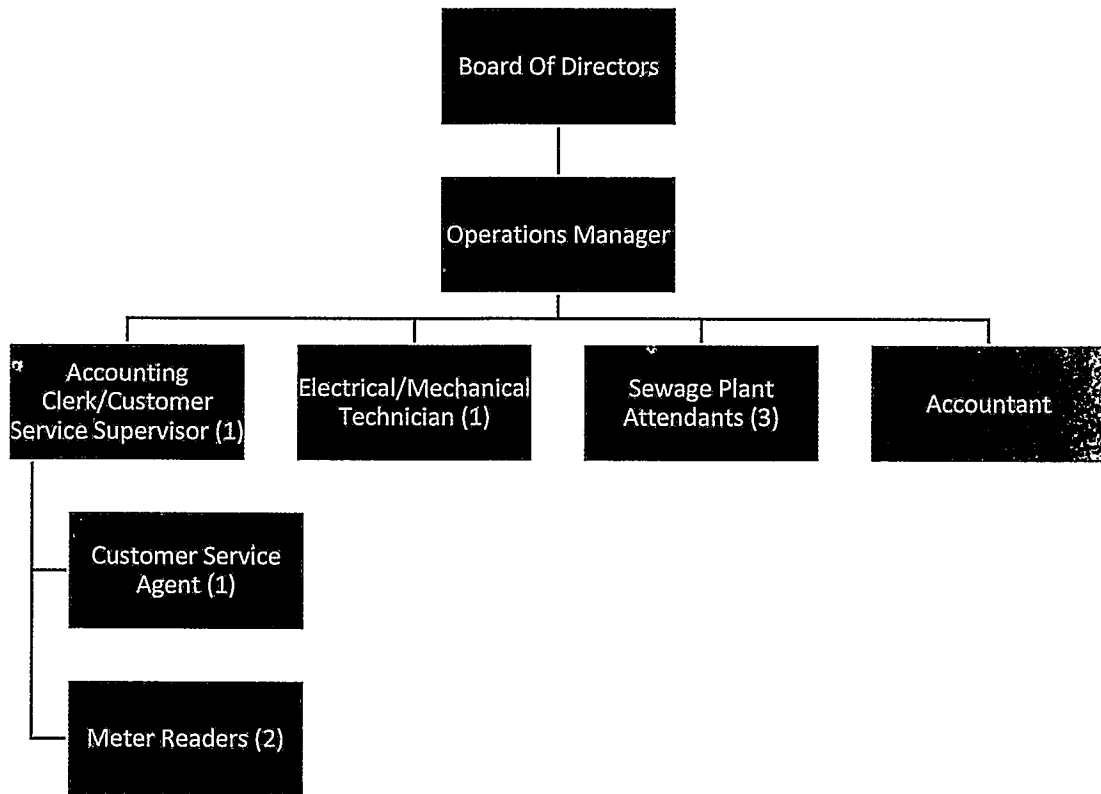 Board Of Directors
Operations Manager
Accounting
Clerk/Customer
Service Supervisor (1)
Electrical/Mechanical
Technician (1)
Sewage Plant
Attendants (3)
Accountant
Customer Service
Agent (1)
Meter Readers (2)